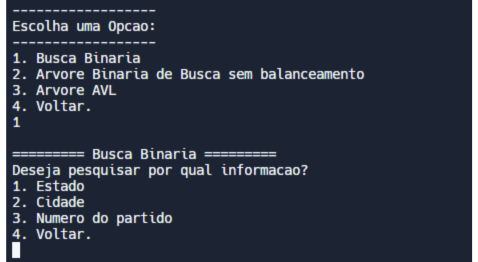 ------------------
Escolha uma Opcao:
------------------
1. Busca Binaria
2. Arvore Binaria de Busca sem balanceamento
3. Arvore AVL
4. Voltar.
1
========= Busca Binaria =========
Deseja pesquisar por qual informacao?
1. Estado
2. Cidade
3. Numero do partido
4. Voltar.